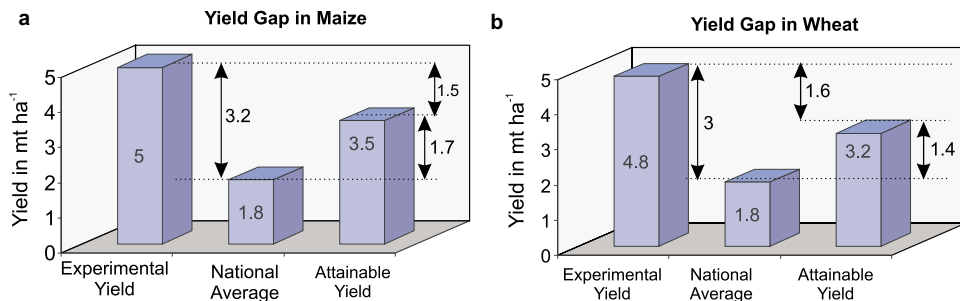 a
Yield Gap in Maize
Yield in mt ha⁻¹
5
4
3
2
1
0
5
3.2
1.8
3.5
1.5
1.7
Experimental
Yield
National
Average
Attainable
Yield
b
Yield Gap in Wheat
Yield in mt ha⁻¹
5
4
3
2
1
0
4.8
3
1.8
1.6
3.2
1.4
Experimental
Yield
National
Average
Attainable
Yield